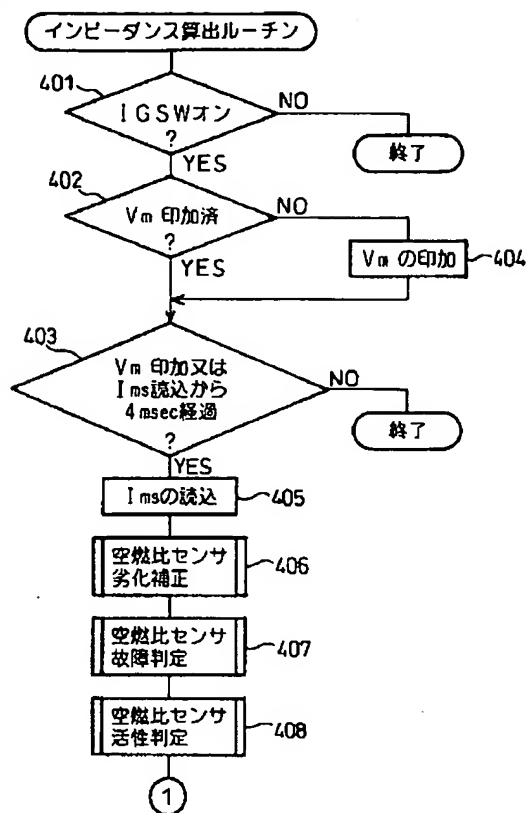 インピーダンス算出ルーチン
401
IGSWオン
?
NO
終了
YES
402
Vm 印加済
?
NO
YES
Vm の印加
404
403
Vm 印加又は
Ims読込から
4msec経過
?
NO
終了
YES
Imsの読込
405
空燃比センサ
劣化補正
406
空燃比センサ
故障判定
407
空燃比センサ
活性判定
408
1